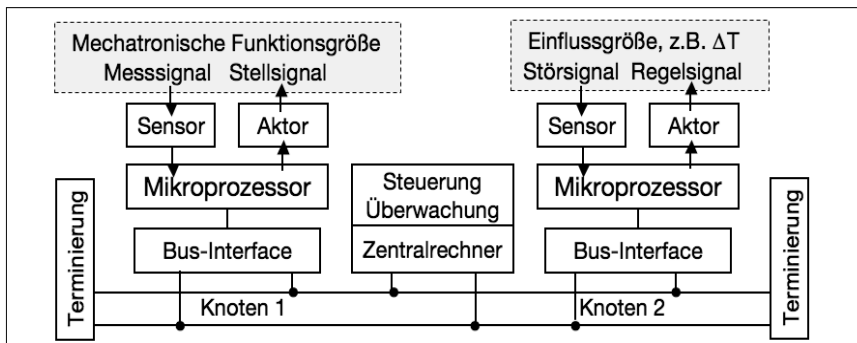 Mechatronische Funktionsgröße
Messsignal Stellsignal
Sensor
Aktor
Mikroprozessor
Bus-Interface
Knoten 1
Terminierung
Steuerung
Überwachung
Zentralrechner
Einflussgröße, z.B. ΔT
Störsignal Regelsignal
Sensor
Aktor
Mikroprozessor
Bus-Interface
Knoten 2
Terminierung